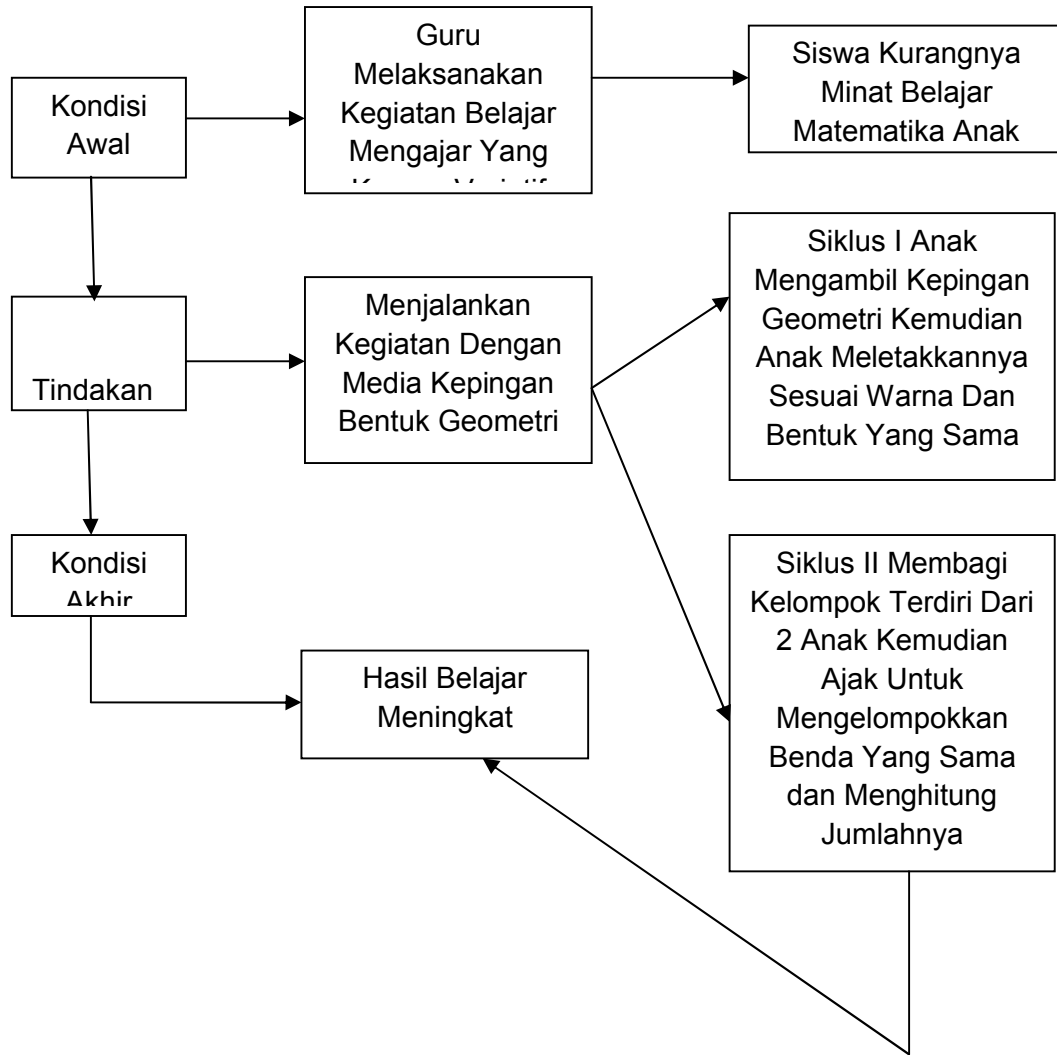 Kondisi
Awal
Guru
Melaksanakan
Kegiatan Belajar
Mengajar Yang
Siswa Kurangnya
Minat Belajar
Matematika Anak
Tindakan
Menjalankan
Kegiatan Dengan
Media Kepingan
Bentuk Geometri
Siklus I Anak
Mengambil Kepingan
Geometri Kemudian
Anak Meletakkannya
Sesuai Warna Dan
Bentuk Yang Sama
Kondisi
Akhir
Hasil Belajar
Meningkat
Siklus II Membagi
Kelompok Terdiri Dari
2 Anak Kemudian
Ajak Untuk
Mengelompokkan
Benda Yang Sama
dan Menghitung
Jumlahnya